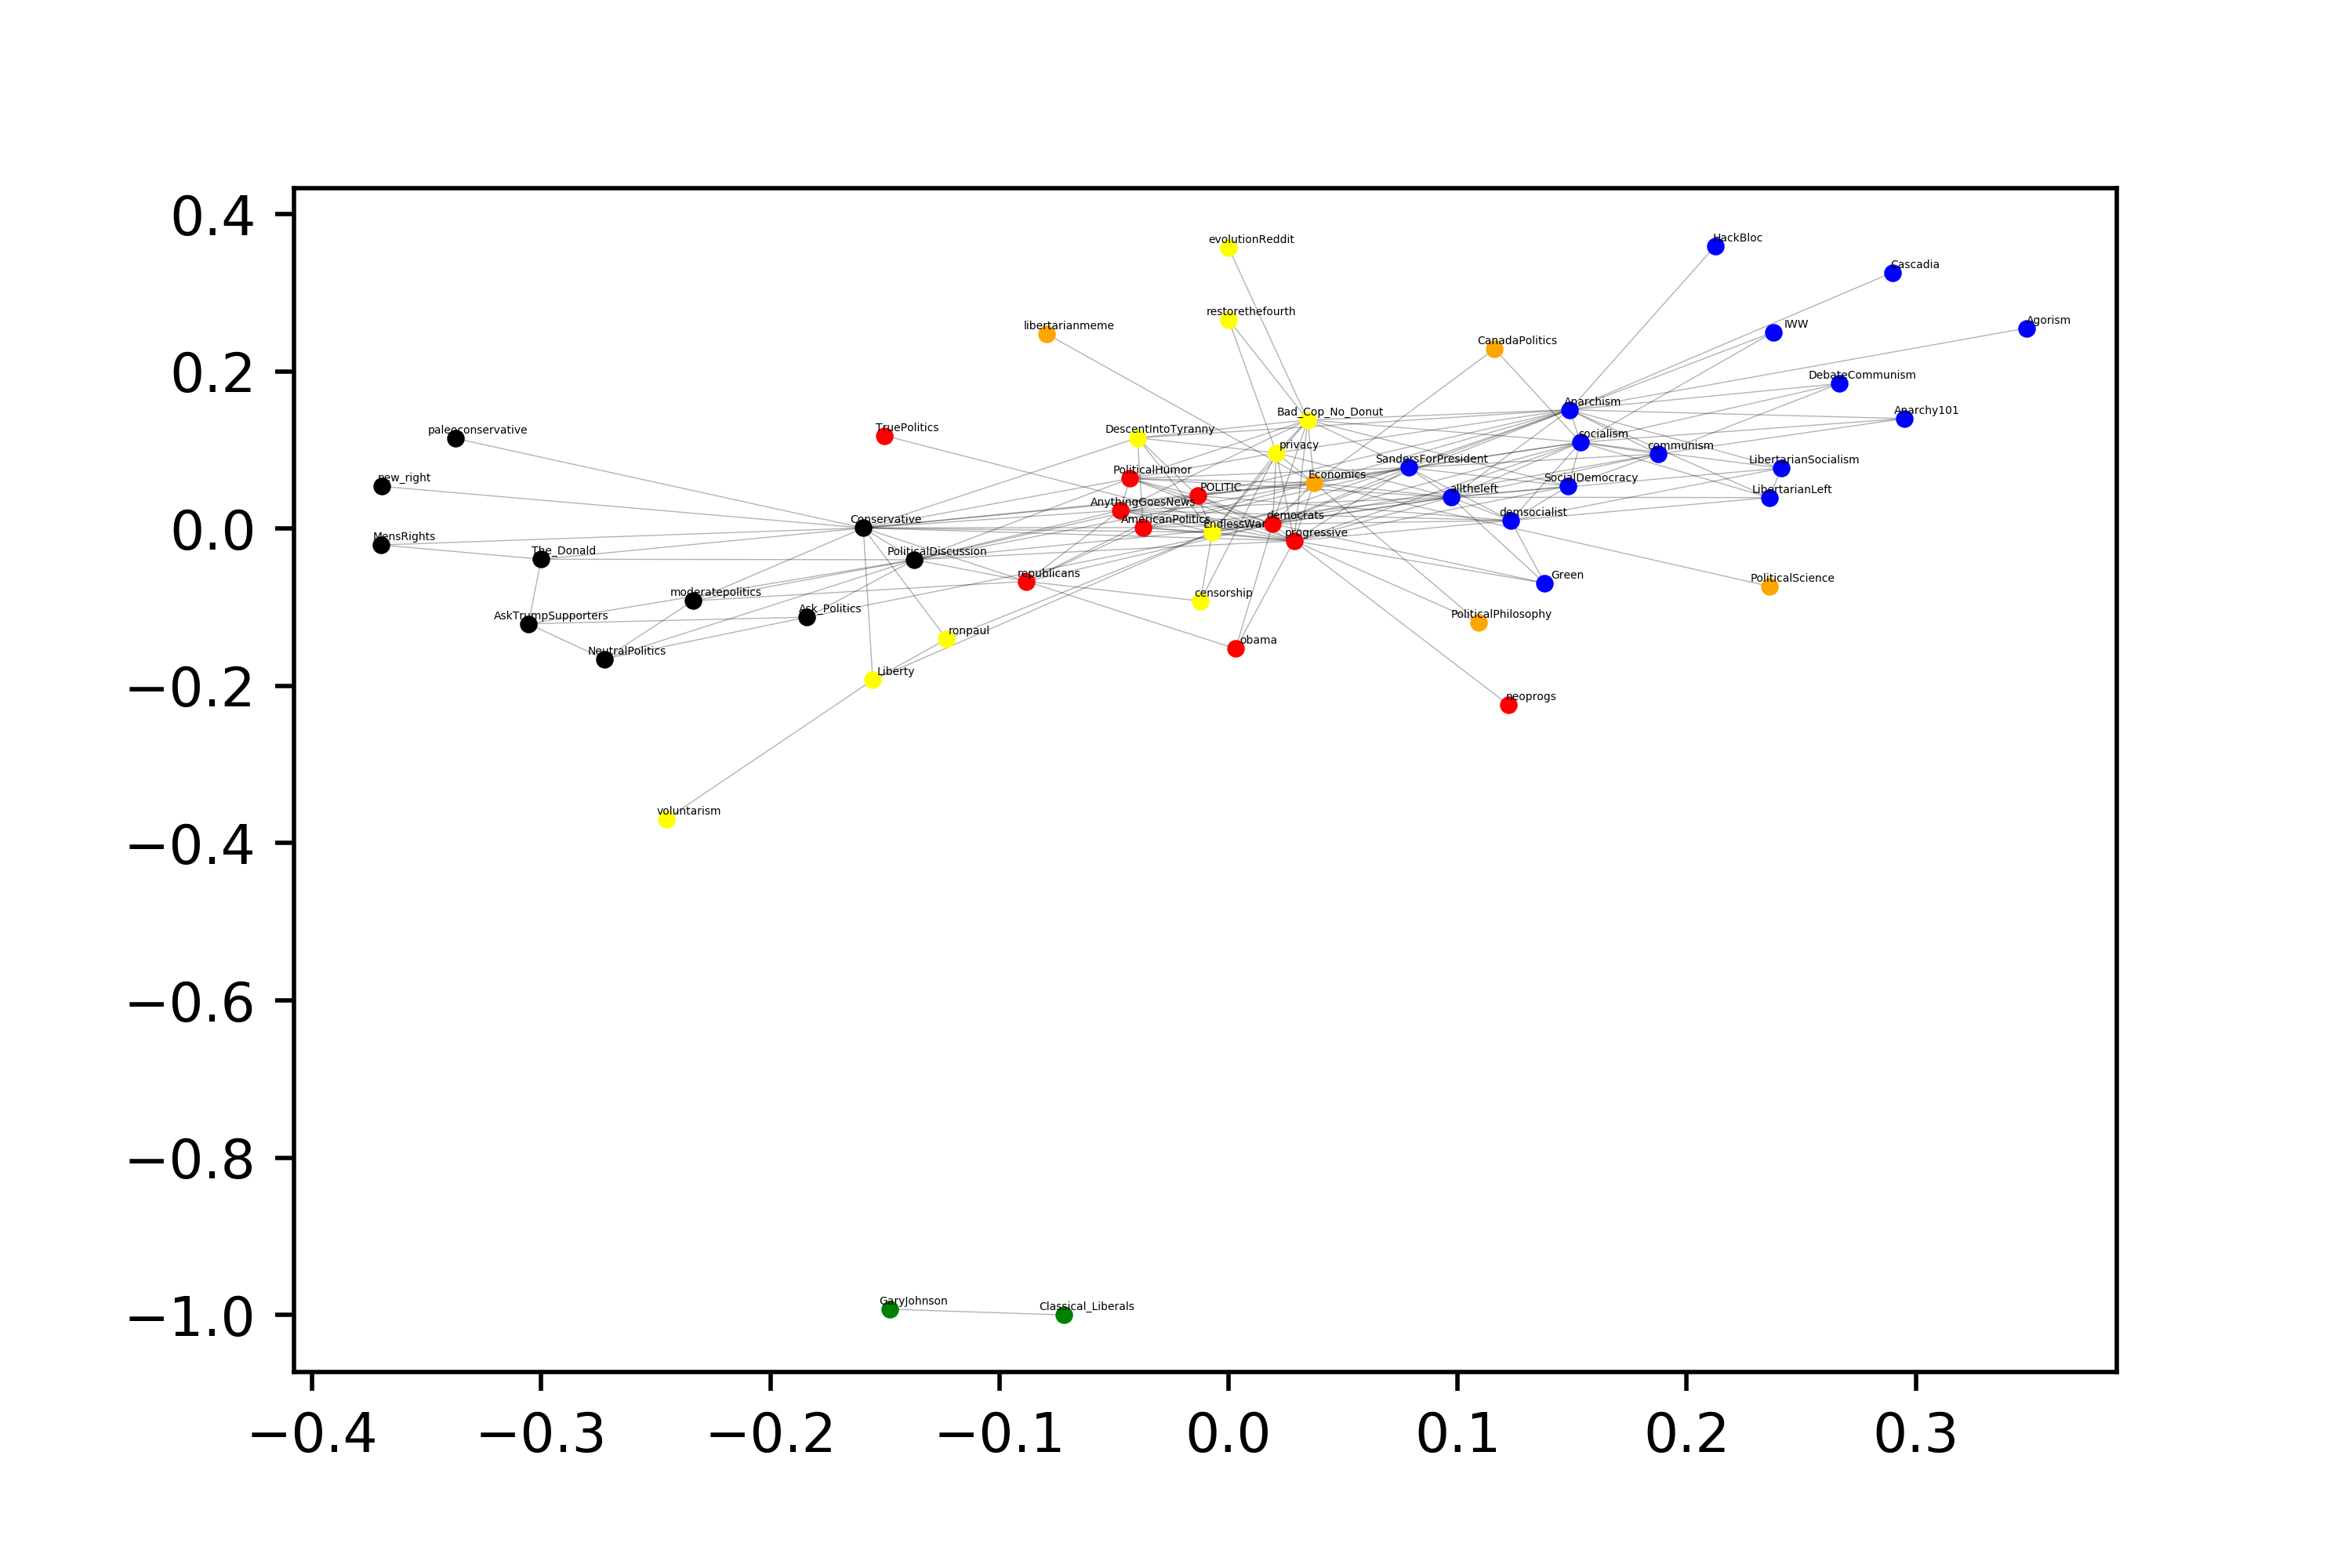 0.4
0.2
0.0
−0.2
−0.4
−0.6
−0.8
−1.0
−0.4
−0.3
−0.2
−0.1
0.0
0.1
0.2
0.3
evolutionReddit
HackBloc
Cascadia
restorethefourth
libertarianmeme
IWW
Agorism
CanadaPolitics
DebateCommunism
Bad_Cop_No_Donut
Anarchism
Anarchy101
paleoconservative
TruePolitics
DescentIntoTyranny
socialism
privacy
communism
SandersForPresident
LibertarianSocialism
new_right
PoliticalHumor
Economics
SocialDemocracy
POLITIC
alltheleft
LibertarianLeft
AnythingGoesNews
demsocialist
Conservative
AmericanPolitics
EndlessWar
democrats
progressive
MensRights
The_Donald
PoliticalDiscussion
republicans
Green
PoliticalScience
moderatepolitics
censorship
AskTrumpSupporters
Ask_Politics
PoliticalPhilosophy
ronpaul
obama
NeutralPolitics
Liberty
neoprogs
voluntarism
GaryJohnson
Classical_Liberals